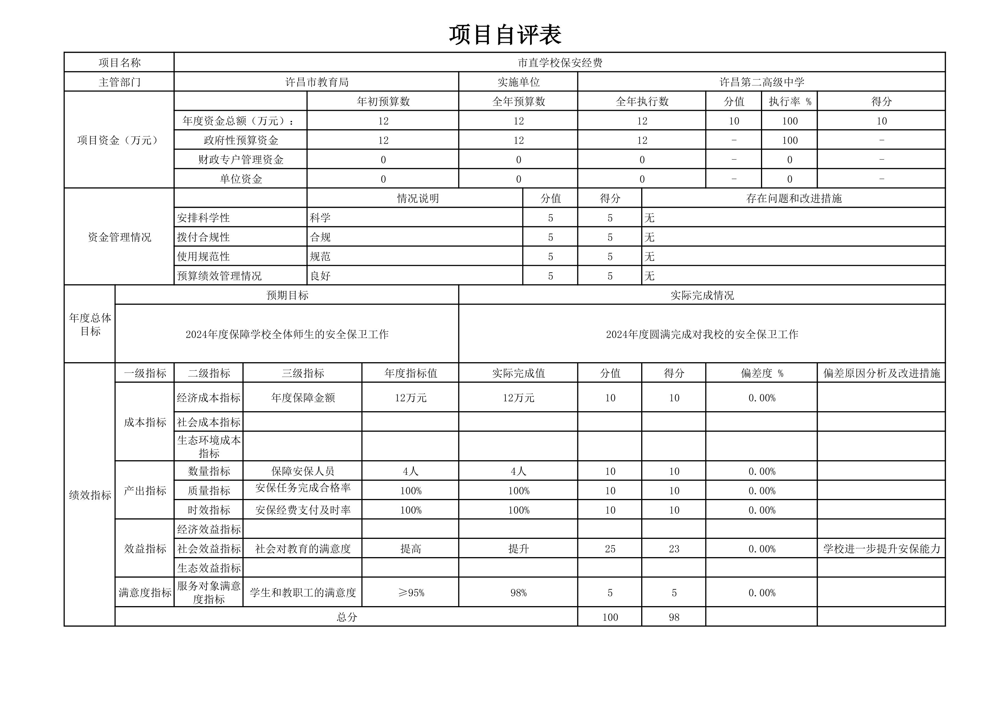 项目自评表
项目名称 市直学校保安经费
主管部门 许昌市教育局 实施单位 许昌第二高级中学
项目资金（万元） 年初预算数 全年预算数 全年执行数 分值 执行率 % 得分
年度资金总额（万元）： 12 12 12 10 100 10
政府性预算资金 12 12 12 - 100 -
财政专户管理资金 0 0 0 - 0 -
单位资金 0 0 0 - 0 -
资金管理情况 情况说明 分值 得分 存在问题和改进措施
安排科学性 科学 5 5 无
拨付合规性 合规 5 5 无
使用规范性 规范 5 5 无
预算绩效管理情况 良好 5 5 无
年度总体
目标
预期目标 实际完成情况
2024年度保障学校全体师生的安全保卫工作 2024年度圆满完成对我校的安全保卫工作
绩效指标
一级指标 二级指标 三级指标 年度指标值 实际完成值 分值 得分 偏差度 % 偏差原因分析及改进措施
成本指标
经济成本指标 年度保障金额 12万元 12万元 10 10 0.00%
社会成本指标
生态环境成本
指标
产出指标
数量指标 保障安保人员 4人 4人 10 10 0.00%
质量指标 安保任务完成合格率 100% 100% 10 10 0.00%
时效指标 安保经费支付及时率 100% 100% 10 10 0.00%
效益指标
经济效益指标
社会效益指标 社会对教育的满意度 提高 提升 25 23 0.00% 学校进一步提升安保能力
生态效益指标
满意度指标
服务对象满意
度指标
学生和教职工的满意度 ≥95% 98% 5 5 0.00%
总分 100 98